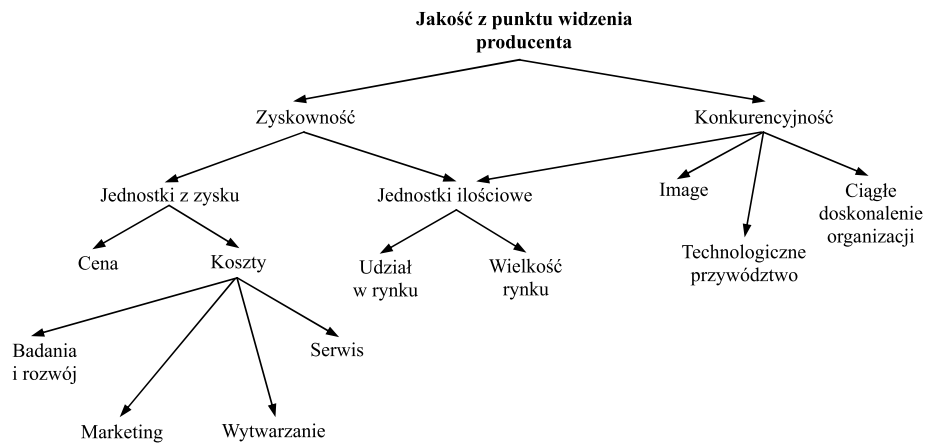 Jakość z punktu widzenia
producenta
Zyskowność
Konkurencyjność
Jednostki z zysku
Jednostki ilościowe
Image
Ciągłe
doskonalenie
organizacji
Cena
Koszty
Udział
w rynku
Wielkość
rynku
Technologiczne
przywództwo
Badania
i rozwój
Serwis
Marketing
Wytwarzanie